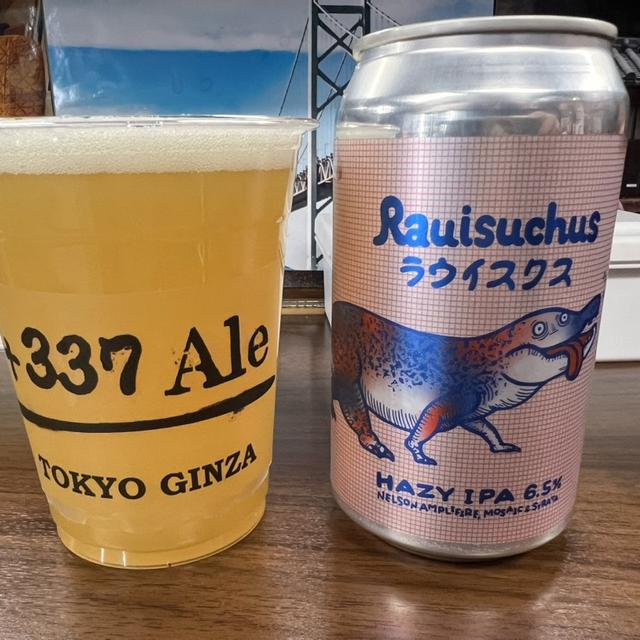 337 Ale
TOKYO GINZA
Rauisuchus
ラウイスクス
HAZY IPA 6.5%
NELSON AMPLIFIRE, MOSAIC & STRATA